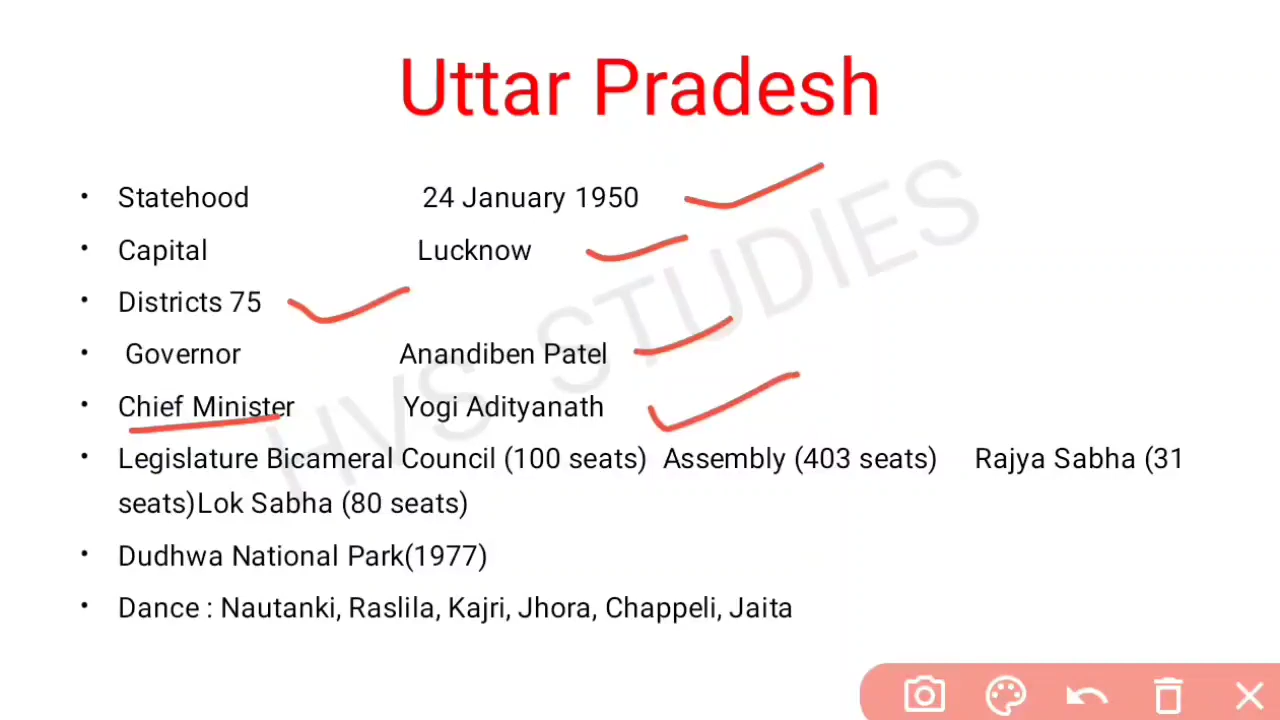 Uttar Pradesh
• Statehood 24 January 1950
• Capital Lucknow
• Districts 75
• Governor Anandiben Patel
• Chief Minister Yogi Adityanath
• Legislature Bicameral Council (100 seats) Assembly (403 seats) Rajya Sabha (31
seats)Lok Sabha (80 seats)
• Dudhwa National Park(1977)
• Dance : Nautanki, Raslila, Kajri, Jhora, Chappeli, Jaita
HVS STUDIES